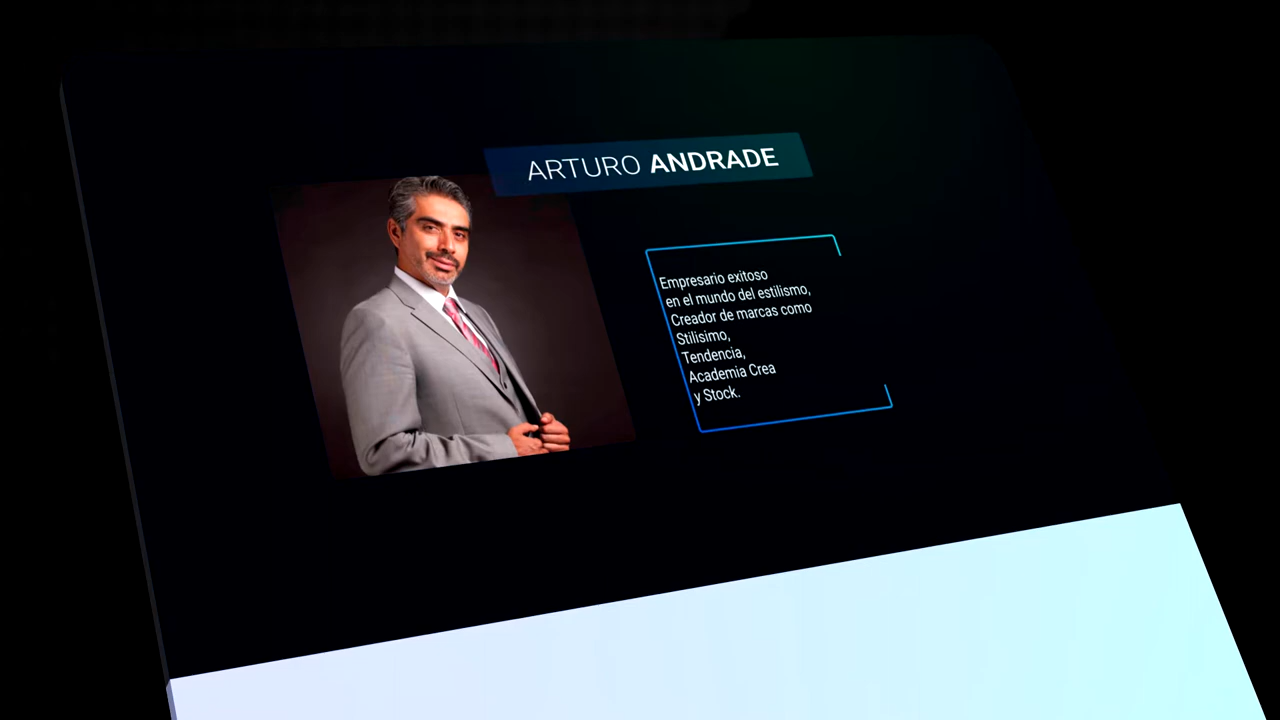 ARTURO ANDRADE
Empresario exitoso
en el mundo del estilismo,
Creador de marcas como
Stilisimo,
Tendencia,
Academia Crea
y Stock.